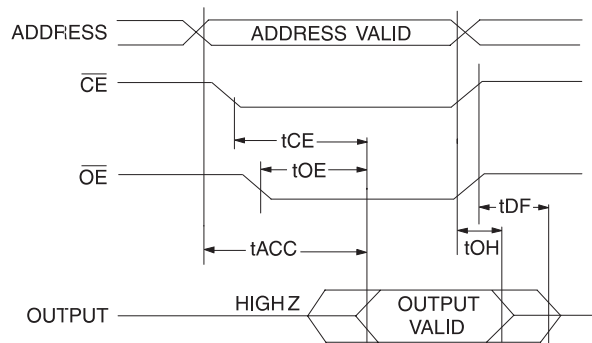 ADDRESS
ADDRESS VALID
CE
tCE
tOE
OE
tDF
tACC
tOH
HIGH Z
OUTPUT
OUTPUT
VALID